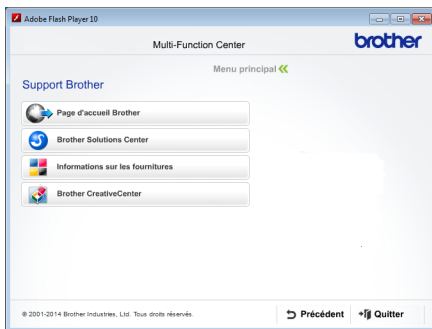 Adobe Flash Player 10
Multi-Function Center
brother
Menu principal
Support Brother
Page d'accueil Brother
Brother Solutions Center
Informations sur les fournitures
Brother CreativeCenter
© 2001-2014 Brother Industries, Ltd. Tous droits réservés.
Précédent
Quitter